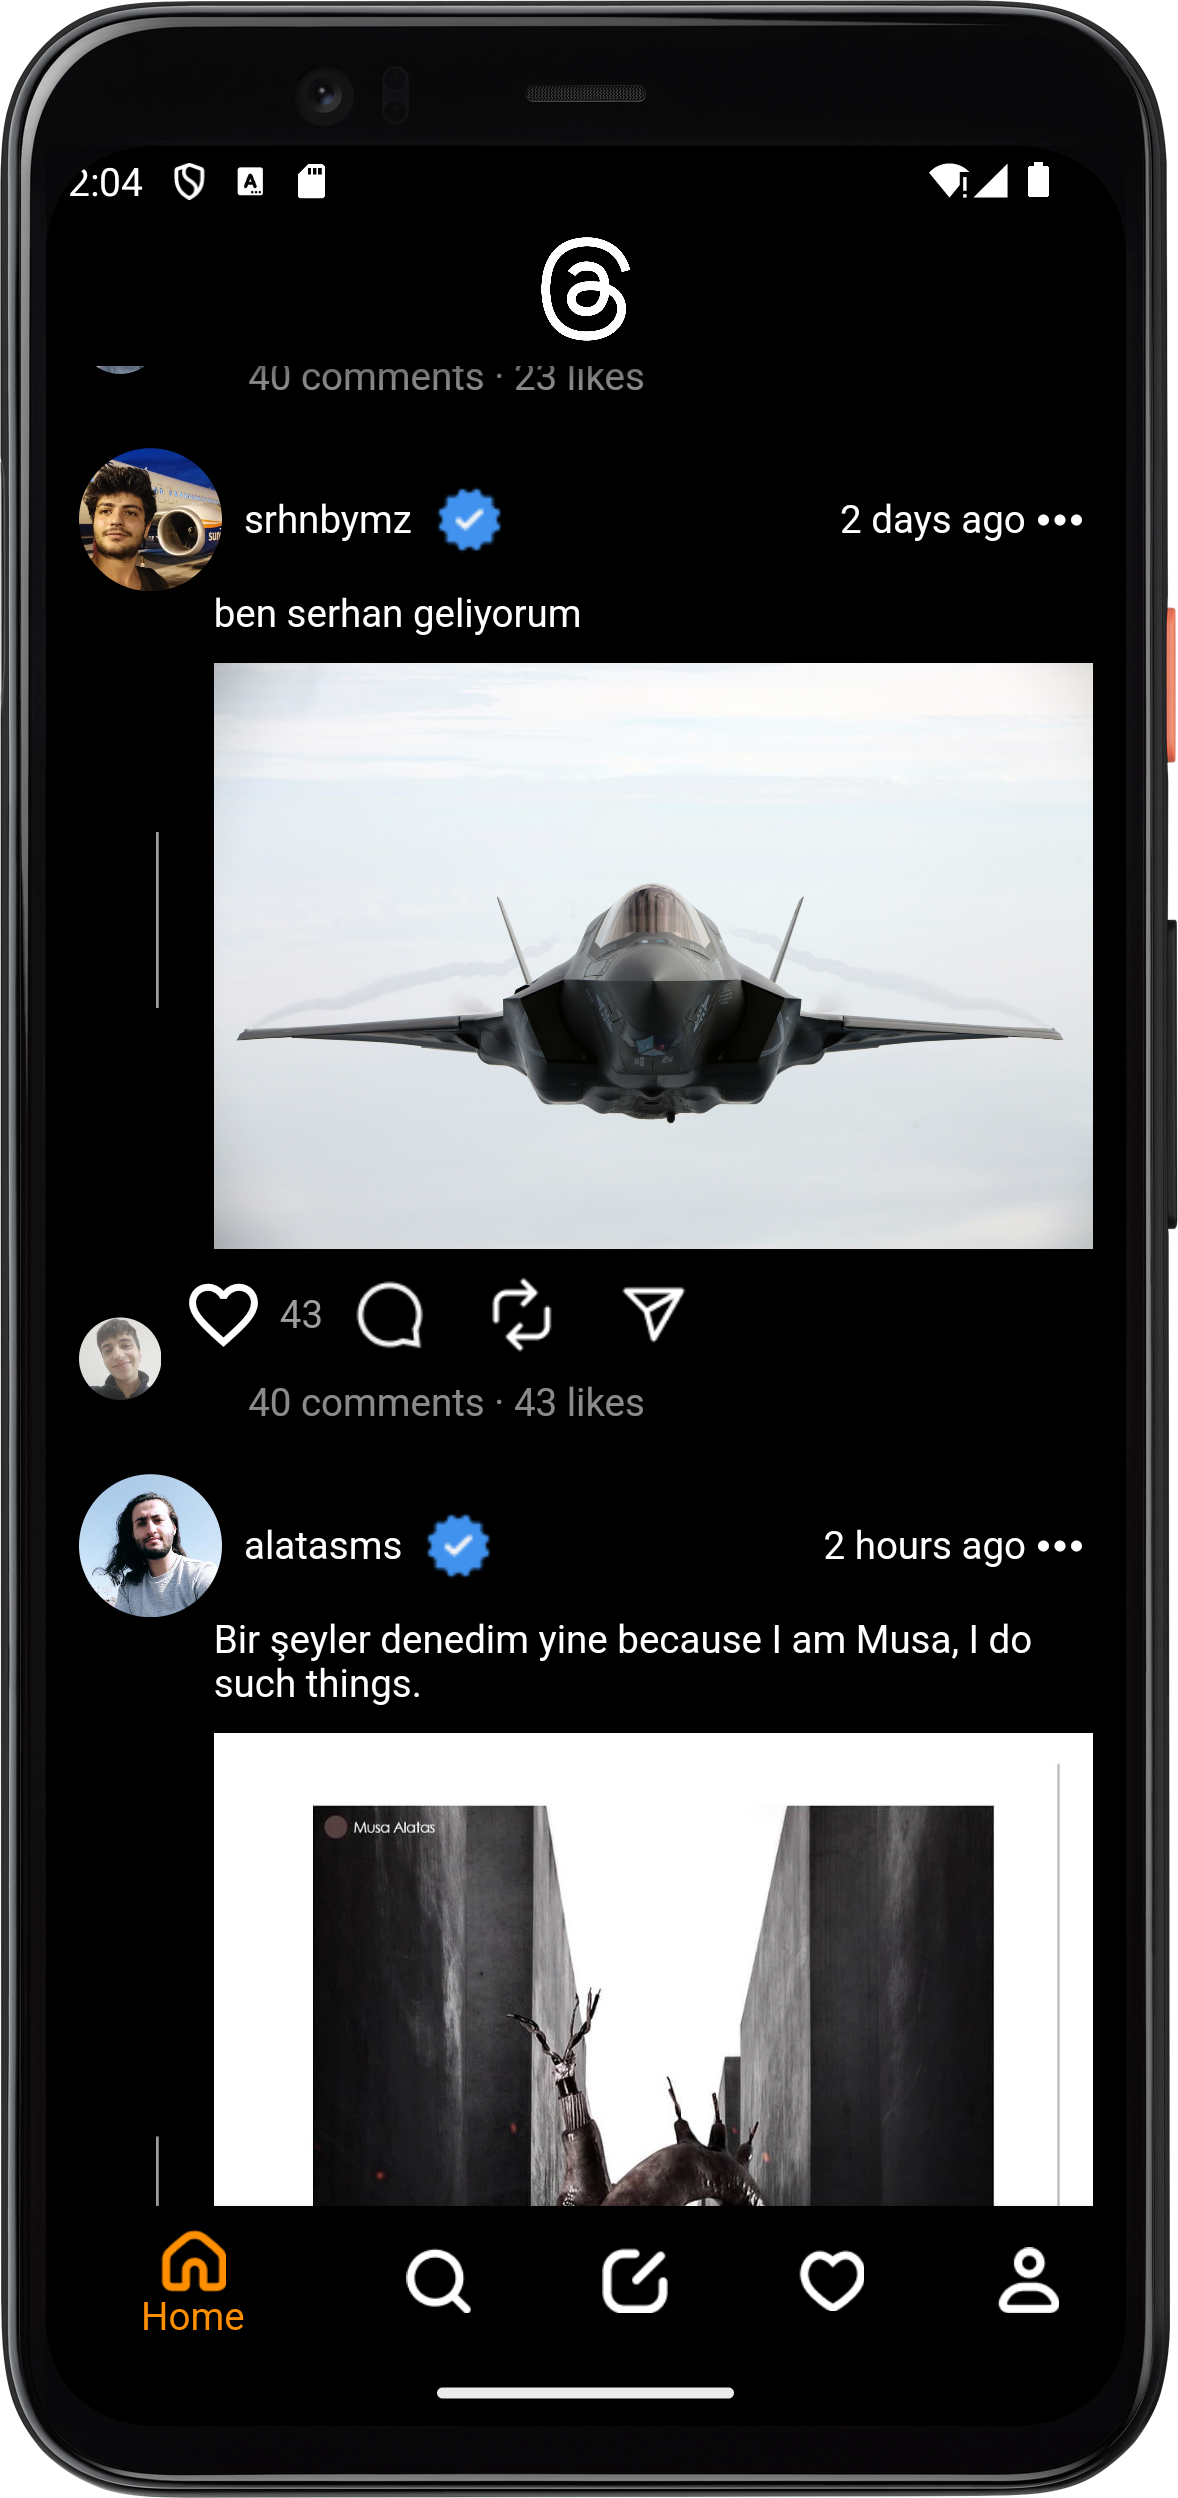 2:04
40 comments · 23 likes
srhnbymz
2 days ago
ben serhan geliyorum
43
40 comments · 43 likes
alatasms
2 hours ago
Bir şeyler denedim yine because I am Musa, I do
such things.
Musa Alatas
Home